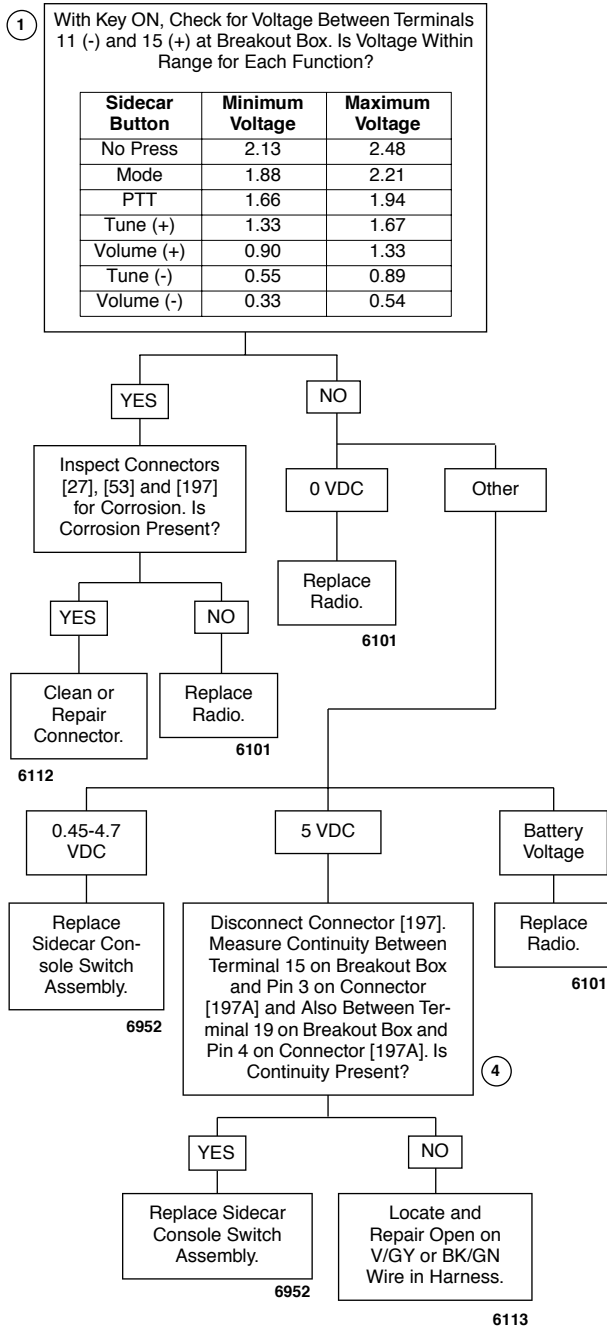 1
With Key ON, Check for Voltage Between Terminals
11 (-) and 15 (+) at Breakout Box. Is Voltage Within
Range for Each Function?
Sidecar Button Minimum Voltage Maximum Voltage
No Press 2.13 2.48
Mode 1.88 2.21
PTT 1.66 1.94
Tune (+) 1.33 1.67
Volume (+) 0.90 1.33
Tune (-) 0.55 0.89
Volume (-) 0.33 0.54
YES
NO
Inspect Connectors
[27], [53] and [197]
for Corrosion. Is
Corrosion Present?
0 VDC
Other
Replace
Radio.
6101
YES
NO
Clean or
Repair
Connector.
6112
Replace
Radio.
6101
0.45-4.7
VDC
5 VDC
Battery
Voltage
Replace
Sidecar Con-
sole Switch
Assembly.
6952
Disconnect Connector [197].
Measure Continuity Between
Terminal 15 on Breakout Box
and Pin 3 on Connector
[197A] and Also Between Ter-
minal 19 on Breakout Box and
Pin 4 on Connector [197A]. Is
Continuity Present?
4
Replace
Radio.
6101
YES
NO
Replace Sidecar
Console Switch
Assembly.
6952
Locate and
Repair Open on
V/GY or BK/GN
Wire in Harness.
6113